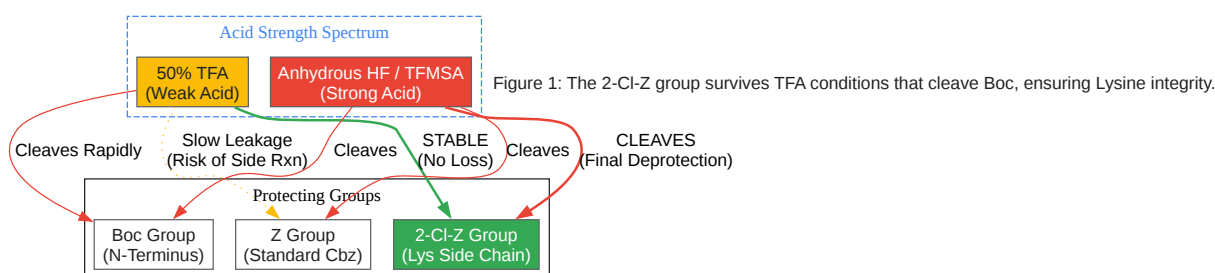 Acid Strength Spectrum
50% TFA
(Weak Acid)
Anhydrous HF / TFMSA
(Strong Acid)
Figure 1: The 2-Cl-Z group survives TFA conditions that cleave Boc, ensuring Lysine integrity.
Cleaves Rapidly
Slow Leakage
(Risk of Side Rxn)
Cleaves
STABLE
(No Loss)
Cleaves
CLEAVES
(Final Deprotection)
Protecting Groups
Boc Group
(N-Terminus)
Z Group
(Standard Cbz)
2-Cl-Z Group
(Lys Side Chain)